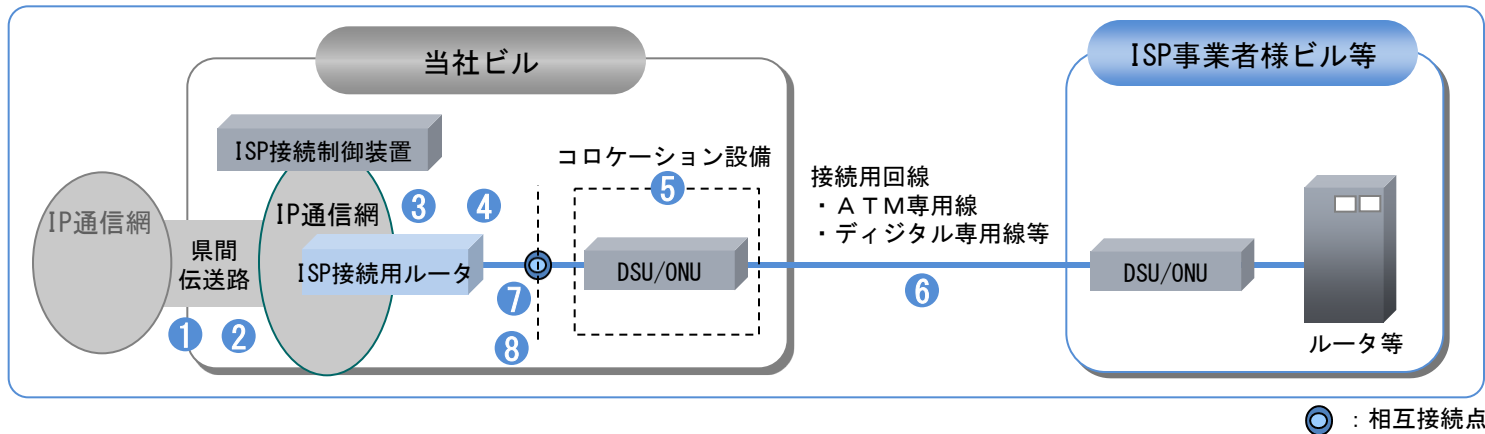 当社ビル
ISP事業者様ビル等
ISP接続制御装置
コロケーション設備
⑤
接続用回線
・ＡＴＭ専用線
・ディジタル専用線等
IP通信網
IP通信網
③
④
県間
伝送路
ISP接続用ルータ
DSU/ONU
DSU/ONU
⑥
⑦
①
②
⑧
ルータ等
：相互接続点